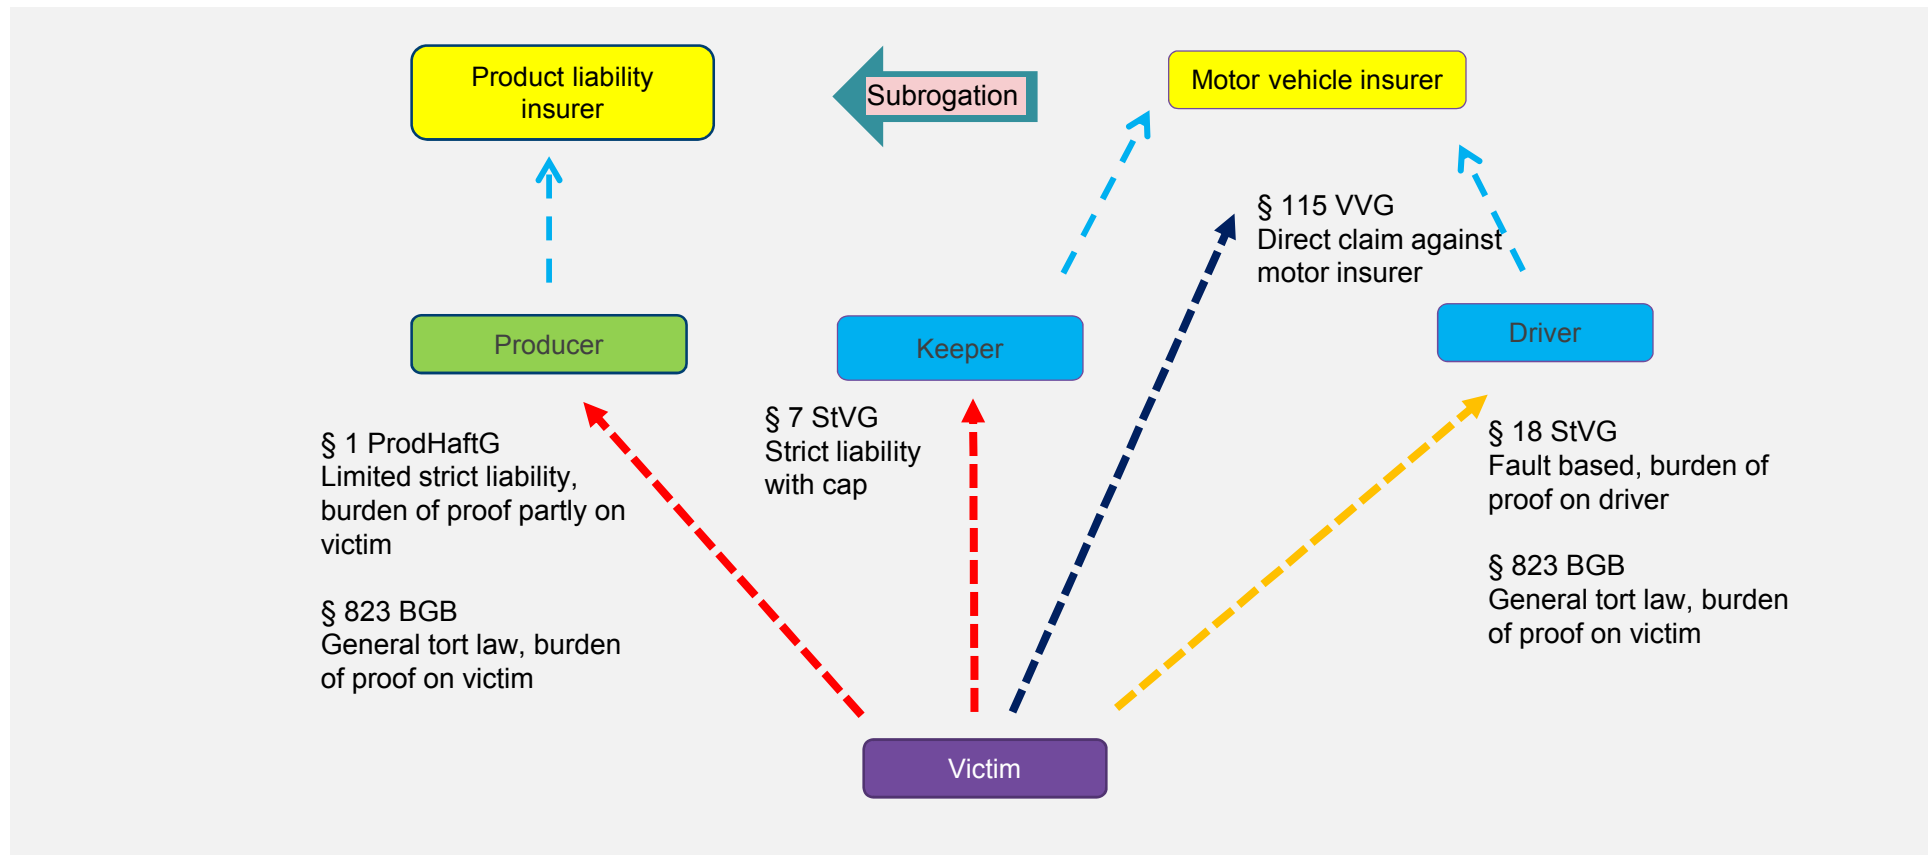 Product liability
insurer
Subrogation
Motor vehicle insurer
§ 115 VVG
Direct claim against
motor insurer
Producer
Keeper
Driver
§ 1 ProdHaftG
Limited strict liability,
burden of proof partly on
victim
§ 823 BGB
General tort law, burden
of proof on victim
§ 7 StVG
Strict liability
with cap
§ 18 StVG
Fault based, burden of
proof on driver
§ 823 BGB
General tort law, burden
of proof on victim
Victim